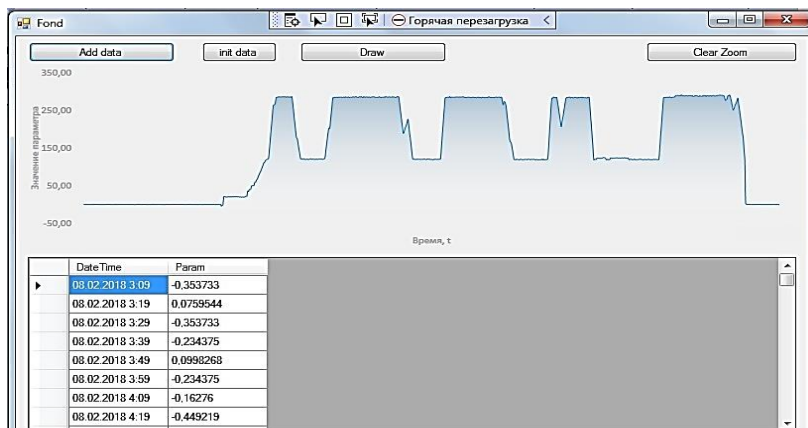 Fond
Горячая перезагрузка
Add data
init data
Draw
Clear Zoom
350,00
250,00
150,00
50,00
-50,00
Значение параметра
Время, t
DateTime Param
08.02.2018 3:09 -0,353733
08.02.2018 3:19 0,0759544
08.02.2018 3:29 -0,353733
08.02.2018 3:39 -0,234375
08.02.2018 3:49 0,0998268
08.02.2018 3:59 -0,234375
08.02.2018 4:09 -0,16276
08.02.2018 4:19 -0,449219